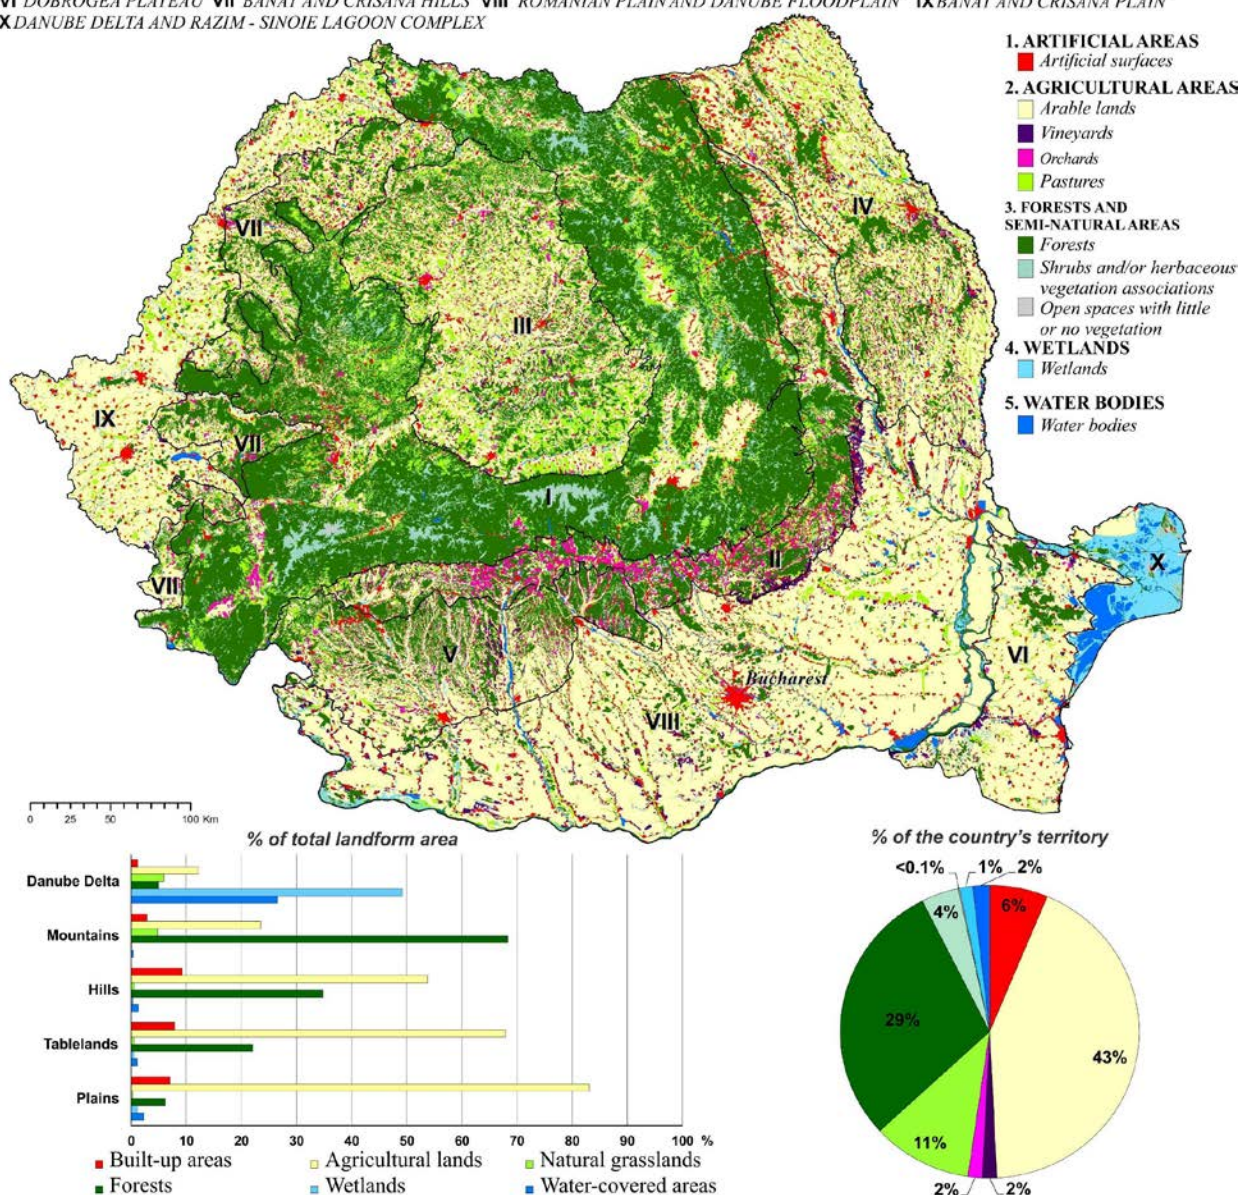 VI DOBROGEA PLATEAU VII BANAT AND CRISANA HILLS VIII ROMANIAN PLAIN AND DANUBE FLOODPLAIN IX BANAT AND CRISANA PLAIN
X DANUBE DELTA AND RAZIM - SINOIE LAGOON COMPLEX
1. ARTIFICIAL AREAS
Artificial surfaces
2. AGRICULTURAL AREAS
Arable lands
Vineyards
Orchards
Pastures
3. FORESTS AND
SEMI-NATURAL AREAS
Forests
Shrubs and/or herbaceous
vegetation associations
Open spaces with little
or no vegetation
4. WETLANDS
Wetlands
5. WATER BODIES
Water bodies
IV
VII
III
IX
VII
I
II
X
VII
V
VI
Bucharest
VIII
0 25 50 100 Km
% of total landform area
Danube Delta
Mountains
Hills
Tablelands
Plains
0 10 20 30 40 50 60 70 80 90 100 %
Built-up areas Agricultural lands Natural grasslands
Forests Wetlands Water-covered areas
% of the country's territory
<0.1% 1% 2%
4% 6%
29%
43%
11%
2% 2%